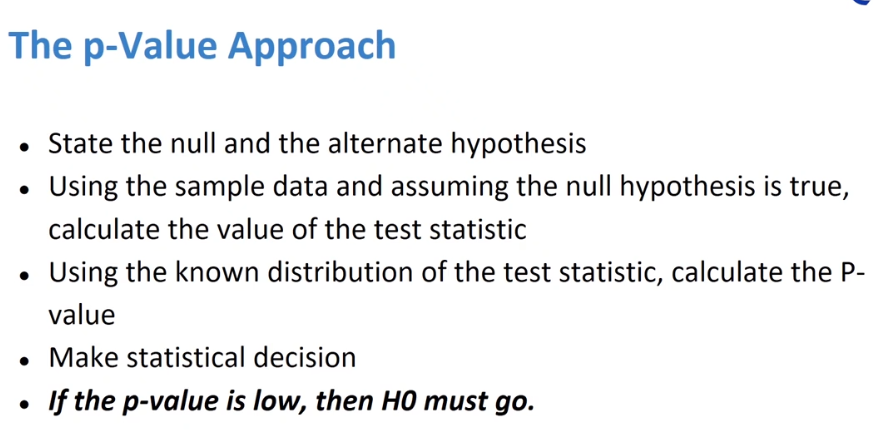 The p-Value Approach
• State the null and the alternate hypothesis
• Using the sample data and assuming the null hypothesis is true,
calculate the value of the test statistic
• Using the known distribution of the test statistic, calculate the P-
value
• Make statistical decision
• If the p-value is low, then H0 must go.